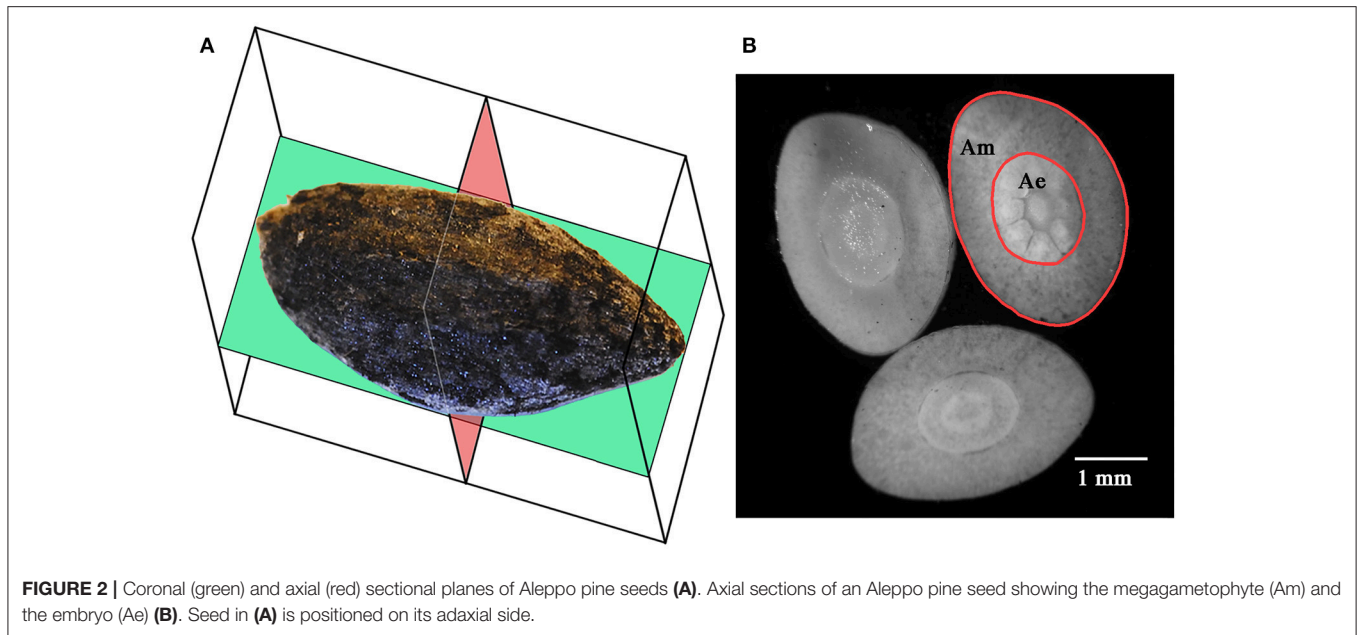 A
B
Am
Ae
1 mm
FIGURE 2 | Coronal (green) and axial (red) sectional planes of Aleppo pine seeds (A). Axial sections of an Aleppo pine seed showing the megagametophyte (Am) and
the embryo (Ae) (B). Seed in (A) is positioned on its adaxial side.